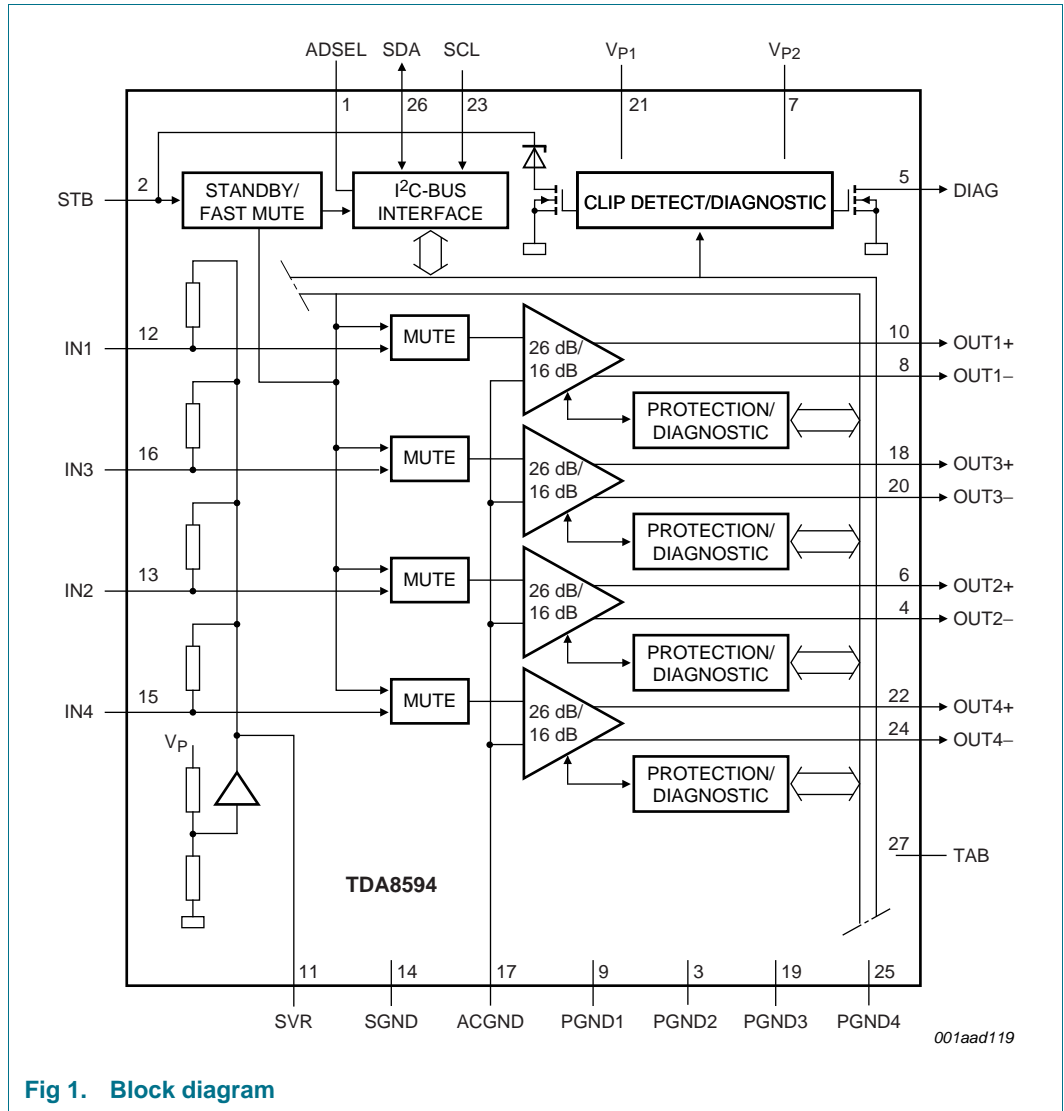 ADSEL SDA SCL VP1 VP2
1 26 23 21 7
STB 2
STANDBY/
FAST MUTE
I2C-BUS
INTERFACE
CLIP DETECT/DIAGNOSTIC
5 DIAG
IN1 12
MUTE
26 dB/
16 dB
10 OUT1+
8 OUT1−
PROTECTION/
DIAGNOSTIC
IN3 16
MUTE
26 dB/
16 dB
18 OUT3+
20 OUT3−
PROTECTION/
DIAGNOSTIC
IN2 13
MUTE
26 dB/
16 dB
6 OUT2+
4 OUT2−
PROTECTION/
DIAGNOSTIC
IN4 15
MUTE
26 dB/
16 dB
22 OUT4+
24 OUT4−
PROTECTION/
DIAGNOSTIC
VP
27 TAB
TDA8594
11 14 17 9 3 19 25
SVR SGND ACGND PGND1 PGND2 PGND3 PGND4
001aad119
Fig 1. Block diagram